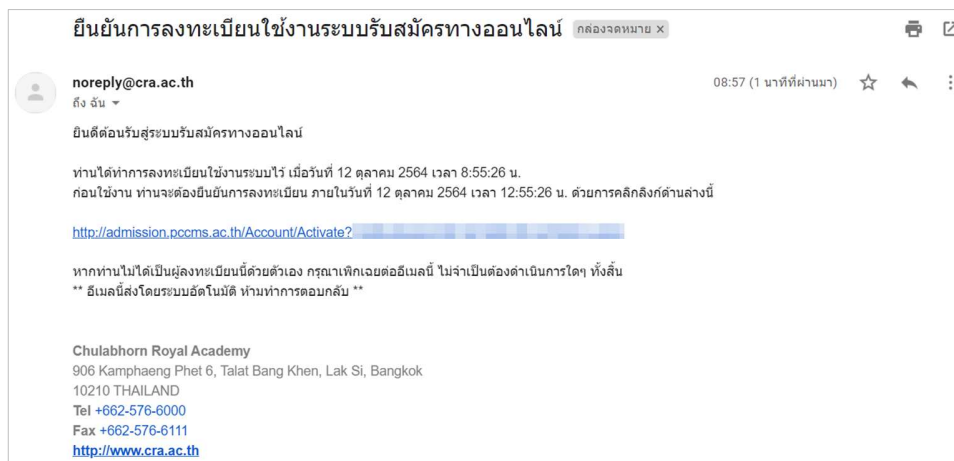 ยืนยันการลงทะเบียนใช้งานระบบรับสมัครทางออนไลน์ กล่องจดหมาย ×
noreply@cra.ac.th 08:57 (1 นาทีที่ผ่านมา)
ถึง ฉัน
ยินดีต้อนรับสู่ระบบรับสมัครทางออนไลน์
ท่านได้ทำการลงทะเบียนใช้งานระบบไว้ เมื่อวันที่ 12 ตุลาคม 2564 เวลา 8:55:26 น.
ก่อนใช้งาน ท่านจะต้องยืนยันการลงทะเบียน ภายในวันที่ 12 ตุลาคม 2564 เวลา 12:55:26 น. ด้วยการคลิกลิงก์ด้านล่างนี้
http://admission.pccms.ac.th/Account/Activate?
หากท่านไม่ได้เป็นผู้ลงทะเบียนนี้ด้วยตัวเอง กรุณาเพิกเฉยต่ออีเมลนี้ ไม่จำเป็นต้องดำเนินการใดๆ ทั้งสิ้น
** อีเมลนี้ส่งโดยระบบอัตโนมัติ ห้ามทำการตอบกลับ **
Chulabhorn Royal Academy
906 Kamphaeng Phet 6, Talat Bang Khen, Lak Si, Bangkok
10210 THAILAND
Tel +662-576-6000
Fax +662-576-6111
http://www.cra.ac.th